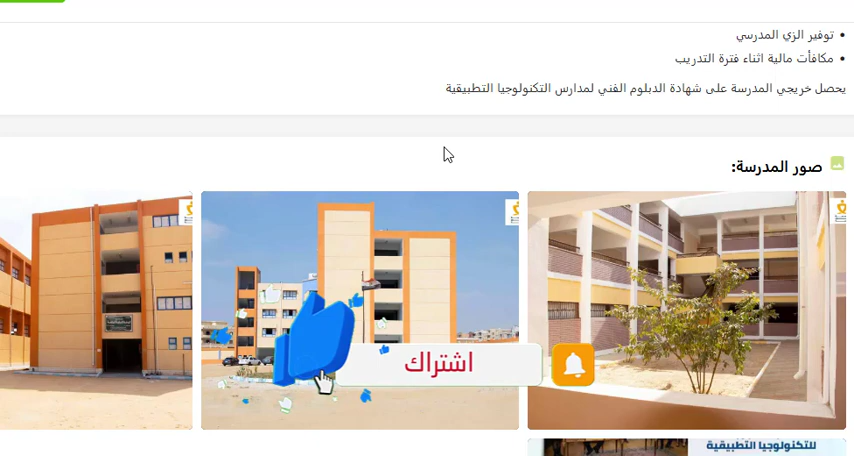 توفير الزي المدرسي
مكافأت مالية اثناء فترة التدريب
يحصل خريجي المدرسة على شهادة الدبلوم الفني لمدارس التكنولوجيا التطبيقية
صور المدرسة:
اشتراك
للتكنولوجيا التطبيقية